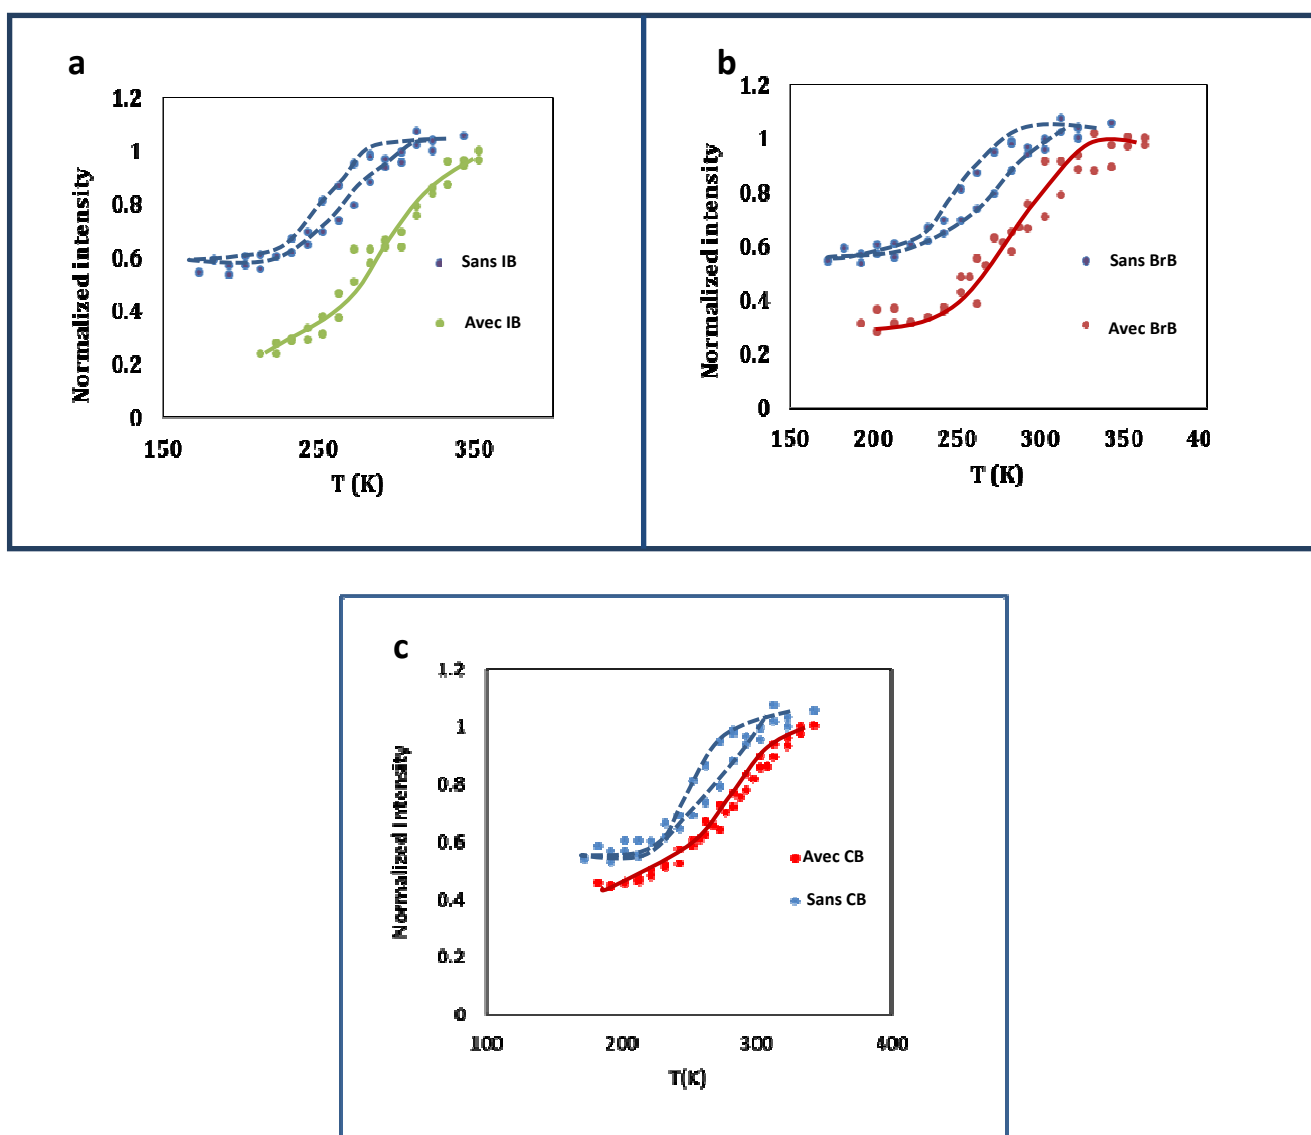 a
1.2
1
0.8
0.6
0.4
0.2
0
Normalized intensity
Sans IB
Avec IB
150
250
350
T (K)
b
1.2
1
0.8
0.6
0.4
0.2
0
Normalized intensity
Sans BrB
Avec BrB
150
200
250
300
350
40
T (K)
c
1.2
1
0.8
0.6
0.4
0.2
0
Normalized Intensity
Avec CB
Sans CB
100
200
300
400
T(K)